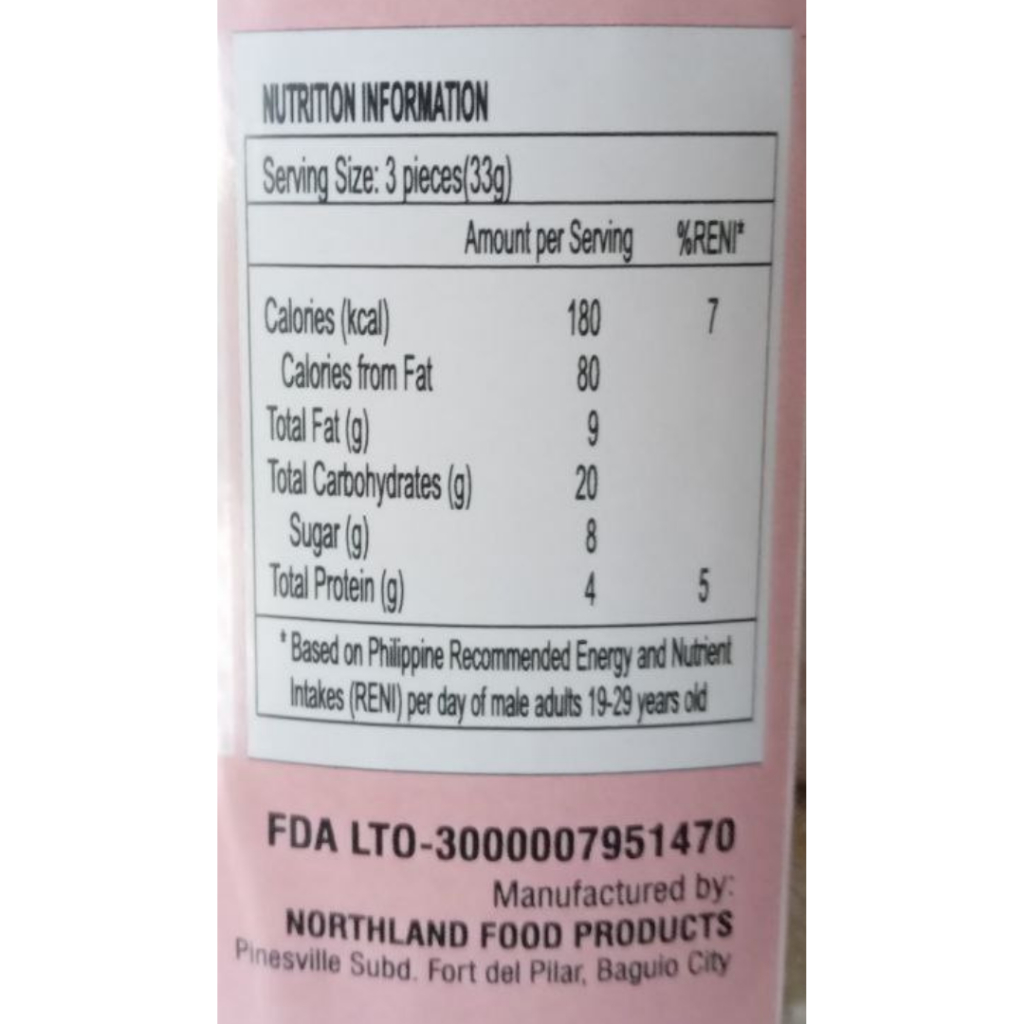 NUTRITION INFORMATION
Serving Size: 3 pieces(33g)
Amount per Serving %RENI*
Calories (kcal) 180 7
Calories from Fat 80
Total Fat (g) 9
Total Carbohydrates (g) 20
Sugar (g) 8
Total Protein (g) 4 5
* Based on Philippine Recommended Energy and Nutrient
Intakes (RENI) per day of male adults 19-29 years old
FDA LTO-3000007951470
Manufactured by:
NORTHLAND FOOD PRODUCTS
Pinesville Subd. Fort del Pilar, Baguio City